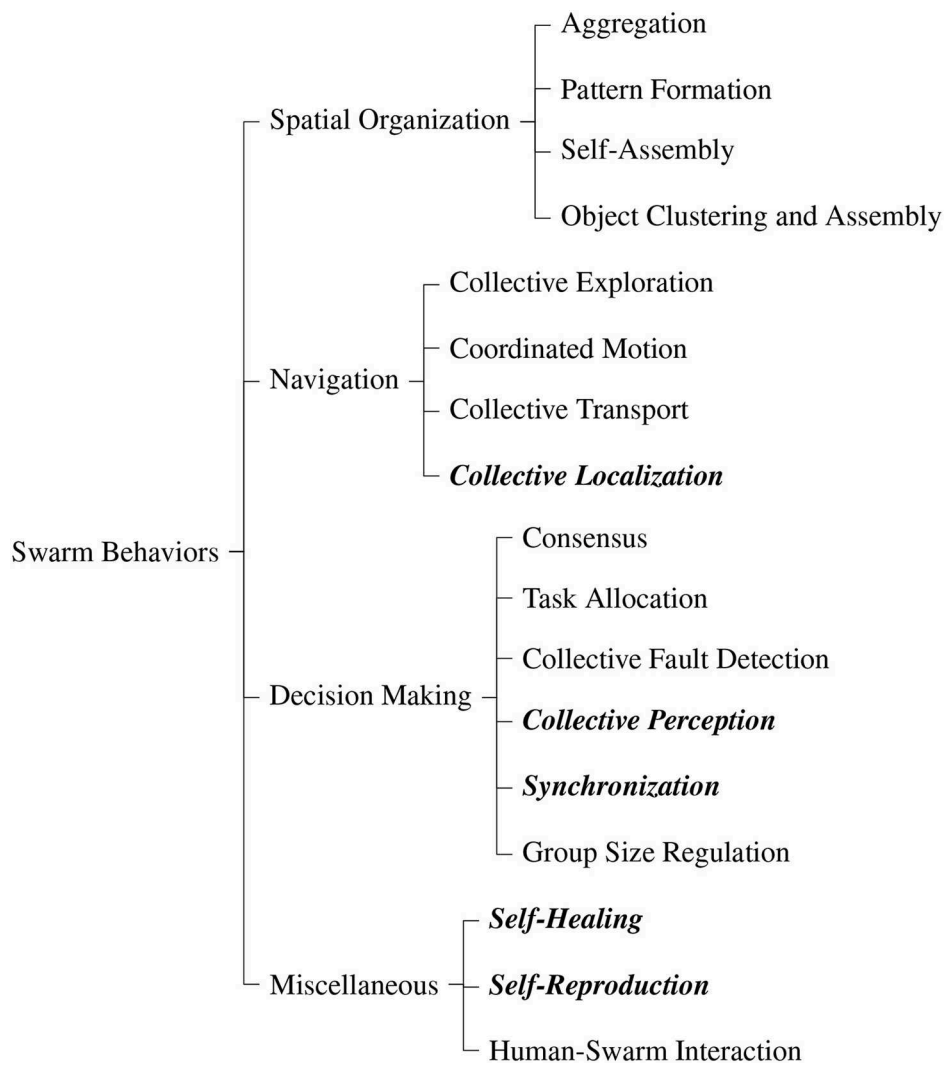 Swarm Behaviors
Spatial Organization
Aggregation
Pattern Formation
Self-Assembly
Object Clustering and Assembly
Navigation
Collective Exploration
Coordinated Motion
Collective Transport
Collective Localization
Decision Making
Consensus
Task Allocation
Collective Fault Detection
Collective Perception
Synchronization
Group Size Regulation
Miscellaneous
Self-Healing
Self-Reproduction
Human-Swarm Interaction